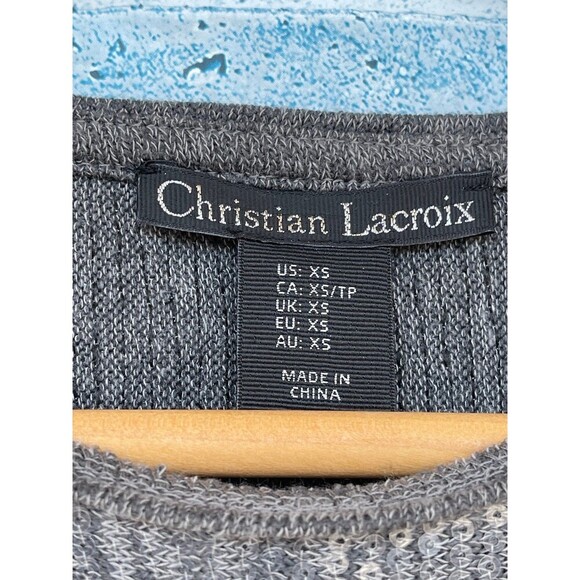 Christian Lacroix
US: XS
CA: XS/TP
UK: XS
EU: XS
AU: XS
MADE IN
CHINA